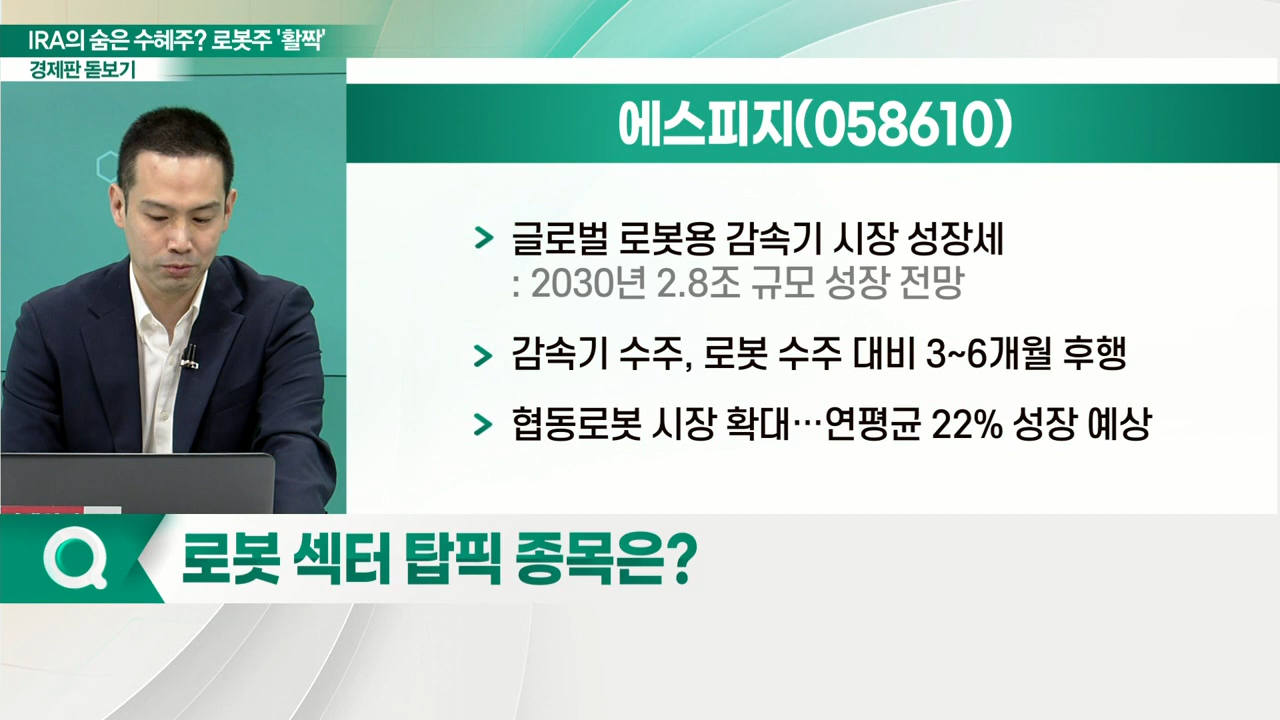 IRA의 숨은 수혜주? 로봇주 '활짝'
경제판 돋보기
에스피지(058610)
글로벌 로봇용 감속기 시장 성장세
: 2030년 2.8조 규모 성장 전망
감속기 수주, 로봇 수주 대비 3~6개월 후행
협동로봇 시장 확대…연평균 22% 성장 예상
Q
로봇 섹터 탑픽 종목은?